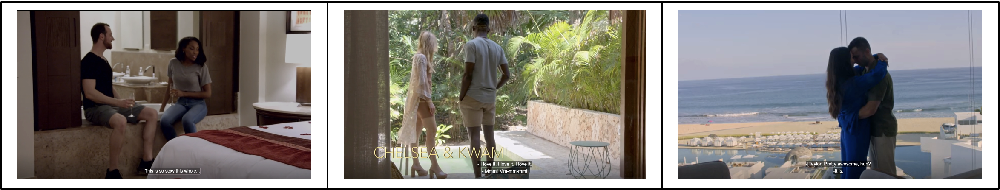 This is so sexy this whole...
CHELSEA & KWAM
- I love it. I love it. I love it.
- Mmm! Mm-mm-mm!
-[Taylor] Pretty awesome, huh?
-It is.